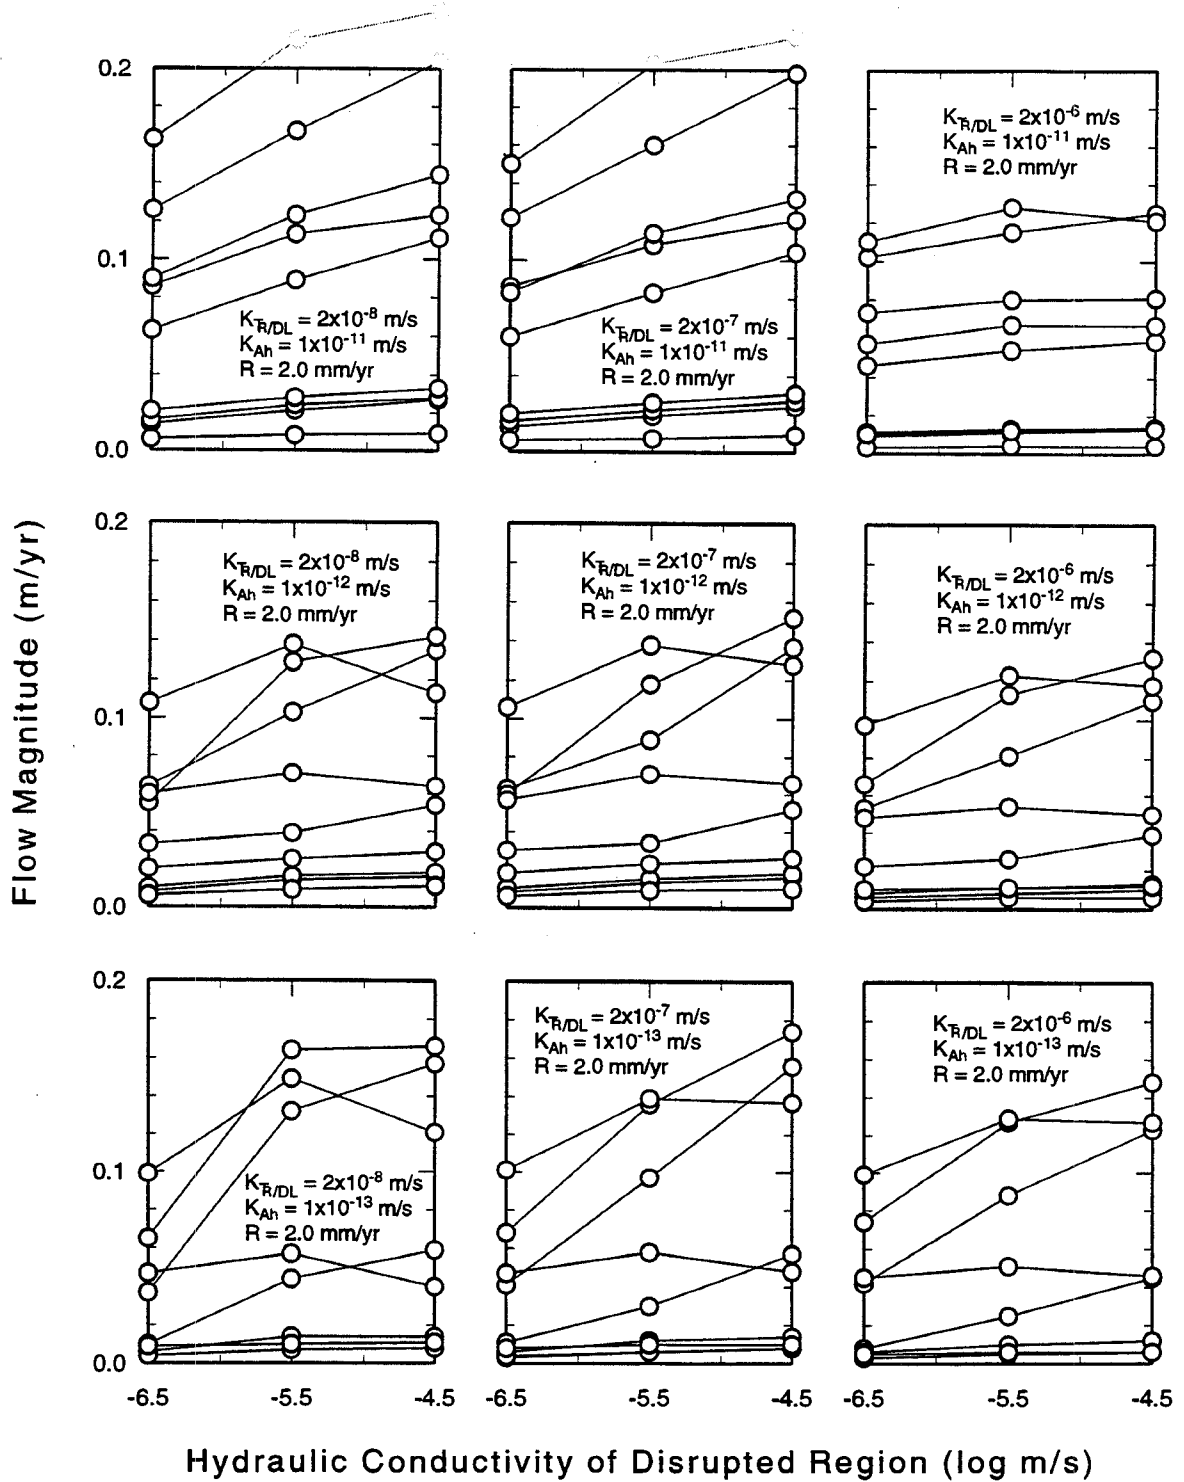 0.2
0.1
0.0
K_TR/DL = 2x10⁻⁸ m/s
K_Ah = 1x10⁻¹¹ m/s
R = 2.0 mm/yr
K_TR/DL = 2x10⁻⁷ m/s
K_Ah = 1x10⁻¹¹ m/s
R = 2.0 mm/yr
K_TR/DL = 2x10⁻⁶ m/s
K_Ah = 1x10⁻¹¹ m/s
R = 2.0 mm/yr
Flow Magnitude (m/yr)
0.2
0.1
0.0
K_TR/DL = 2x10⁻⁸ m/s
K_Ah = 1x10⁻¹² m/s
R = 2.0 mm/yr
K_TR/DL = 2x10⁻⁷ m/s
K_Ah = 1x10⁻¹² m/s
R = 2.0 mm/yr
K_TR/DL = 2x10⁻⁶ m/s
K_Ah = 1x10⁻¹² m/s
R = 2.0 mm/yr
0.2
0.1
0.0
K_TR/DL = 2x10⁻⁸ m/s
K_Ah = 1x10⁻¹³ m/s
R = 2.0 mm/yr
K_TR/DL = 2x10⁻⁷ m/s
K_Ah = 1x10⁻¹³ m/s
R = 2.0 mm/yr
K_TR/DL = 2x10⁻⁶ m/s
K_Ah = 1x10⁻¹³ m/s
R = 2.0 mm/yr
-6.5 -5.5 -4.5 -6.5 -5.5 -4.5 -6.5 -5.5 -4.5
Hydraulic Conductivity of Disrupted Region (log m/s)